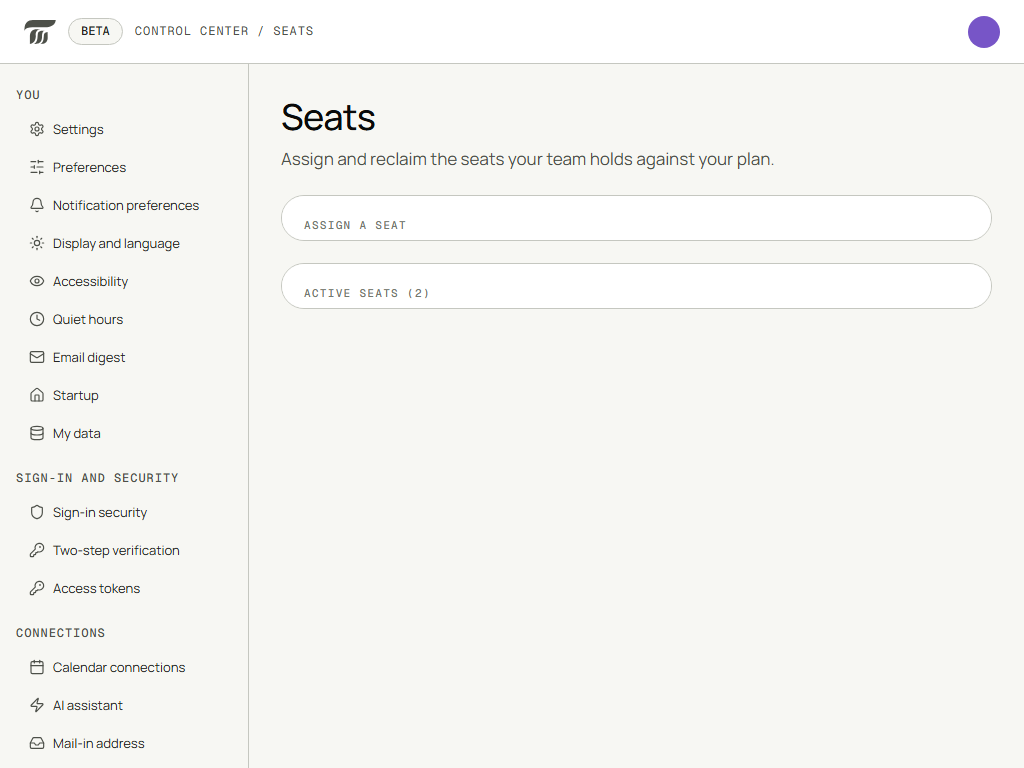 BETA
CONTROL CENTER / SEATS
YOU
Settings
Preferences
Notification preferences
Display and language
Accessibility
Quiet hours
Email digest
Startup
My data
SIGN-IN AND SECURITY
Sign-in security
Two-step verification
Access tokens
CONNECTIONS
Calendar connections
AI assistant
Mail-in address
Seats
Assign and reclaim the seats your team holds against your plan.
ASSIGN A SEAT
ACTIVE SEATS (2)